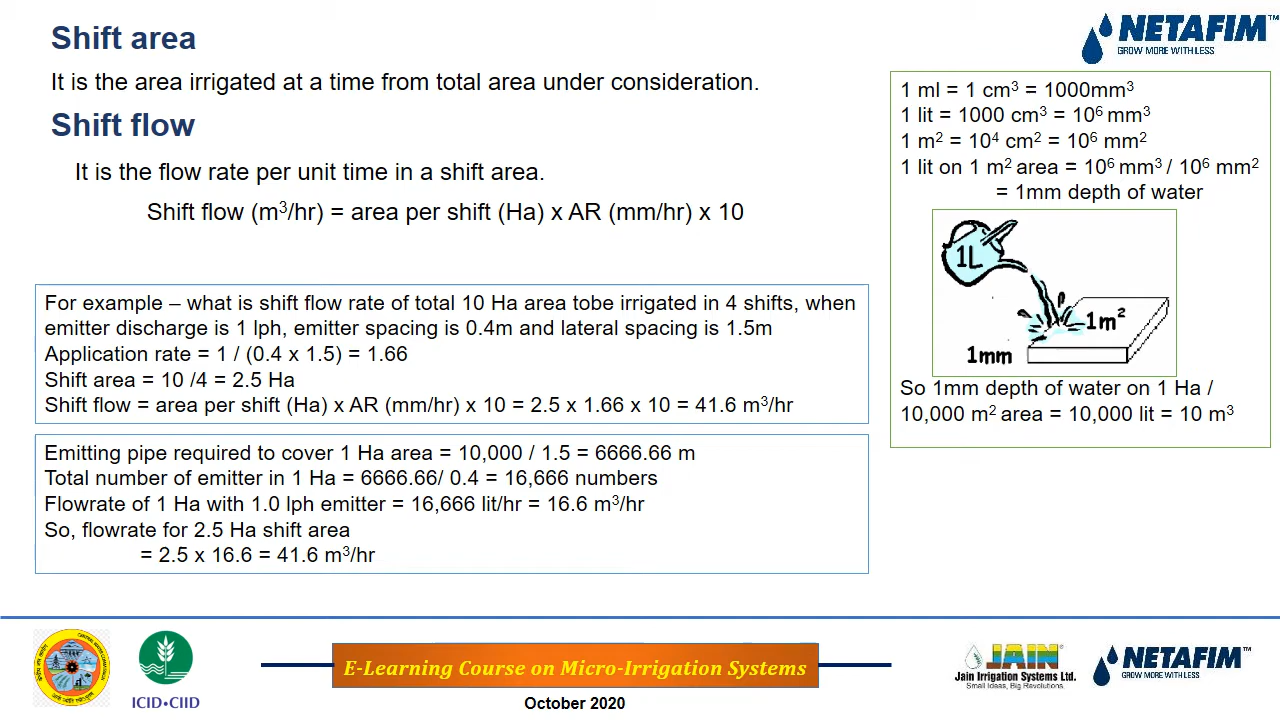 Shift area
NETAFIM™
GROW MORE WITH LESS
It is the area irrigated at a time from total area under consideration.
Shift flow
It is the flow rate per unit time in a shift area.
Shift flow (m³/hr) = area per shift (Ha) x AR (mm/hr) x 10
1 ml = 1 cm³ = 1000mm³
1 lit = 1000 cm³ = 10⁶ mm³
1 m² = 10⁴ cm² = 10⁶ mm²
1 lit on 1 m² area = 10⁶ mm³ / 10⁶ mm²
= 1mm depth of water
1L
1m²
1mm
So 1mm depth of water on 1 Ha /
10,000 m² area = 10,000 lit = 10 m³
For example – what is shift flow rate of total 10 Ha area tobe irrigated in 4 shifts, when
emitter discharge is 1 lph, emitter spacing is 0.4m and lateral spacing is 1.5m
Application rate = 1 / (0.4 x 1.5) = 1.66
Shift area = 10 /4 = 2.5 Ha
Shift flow = area per shift (Ha) x AR (mm/hr) x 10 = 2.5 x 1.66 x 10 = 41.6 m³/hr
Emitting pipe required to cover 1 Ha area = 10,000 / 1.5 = 6666.66 m
Total number of emitter in 1 Ha = 6666.66/ 0.4 = 16,666 numbers
Flowrate of 1 Ha with 1.0 lph emitter = 16,666 lit/hr = 16.6 m³/hr
So, flowrate for 2.5 Ha shift area
= 2.5 x 16.6 = 41.6 m³/hr
ICID•CIID
E-Learning Course on Micro-Irrigation Systems
October 2020
JAIN®
Jain Irrigation Systems Ltd.
Small Ideas, Big Revolutions.
NETAFIM™
GROW MORE WITH LESS